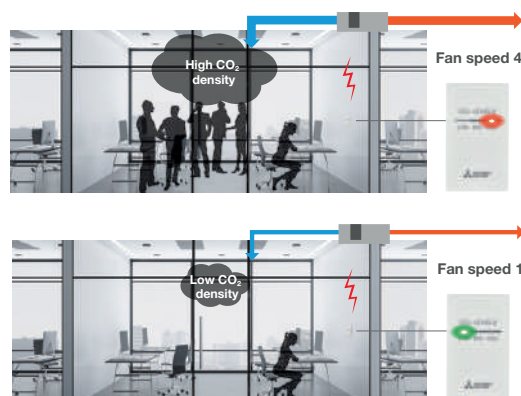 High CO₂
density
Fan speed 4
Low CO₂
density
Fan speed 1